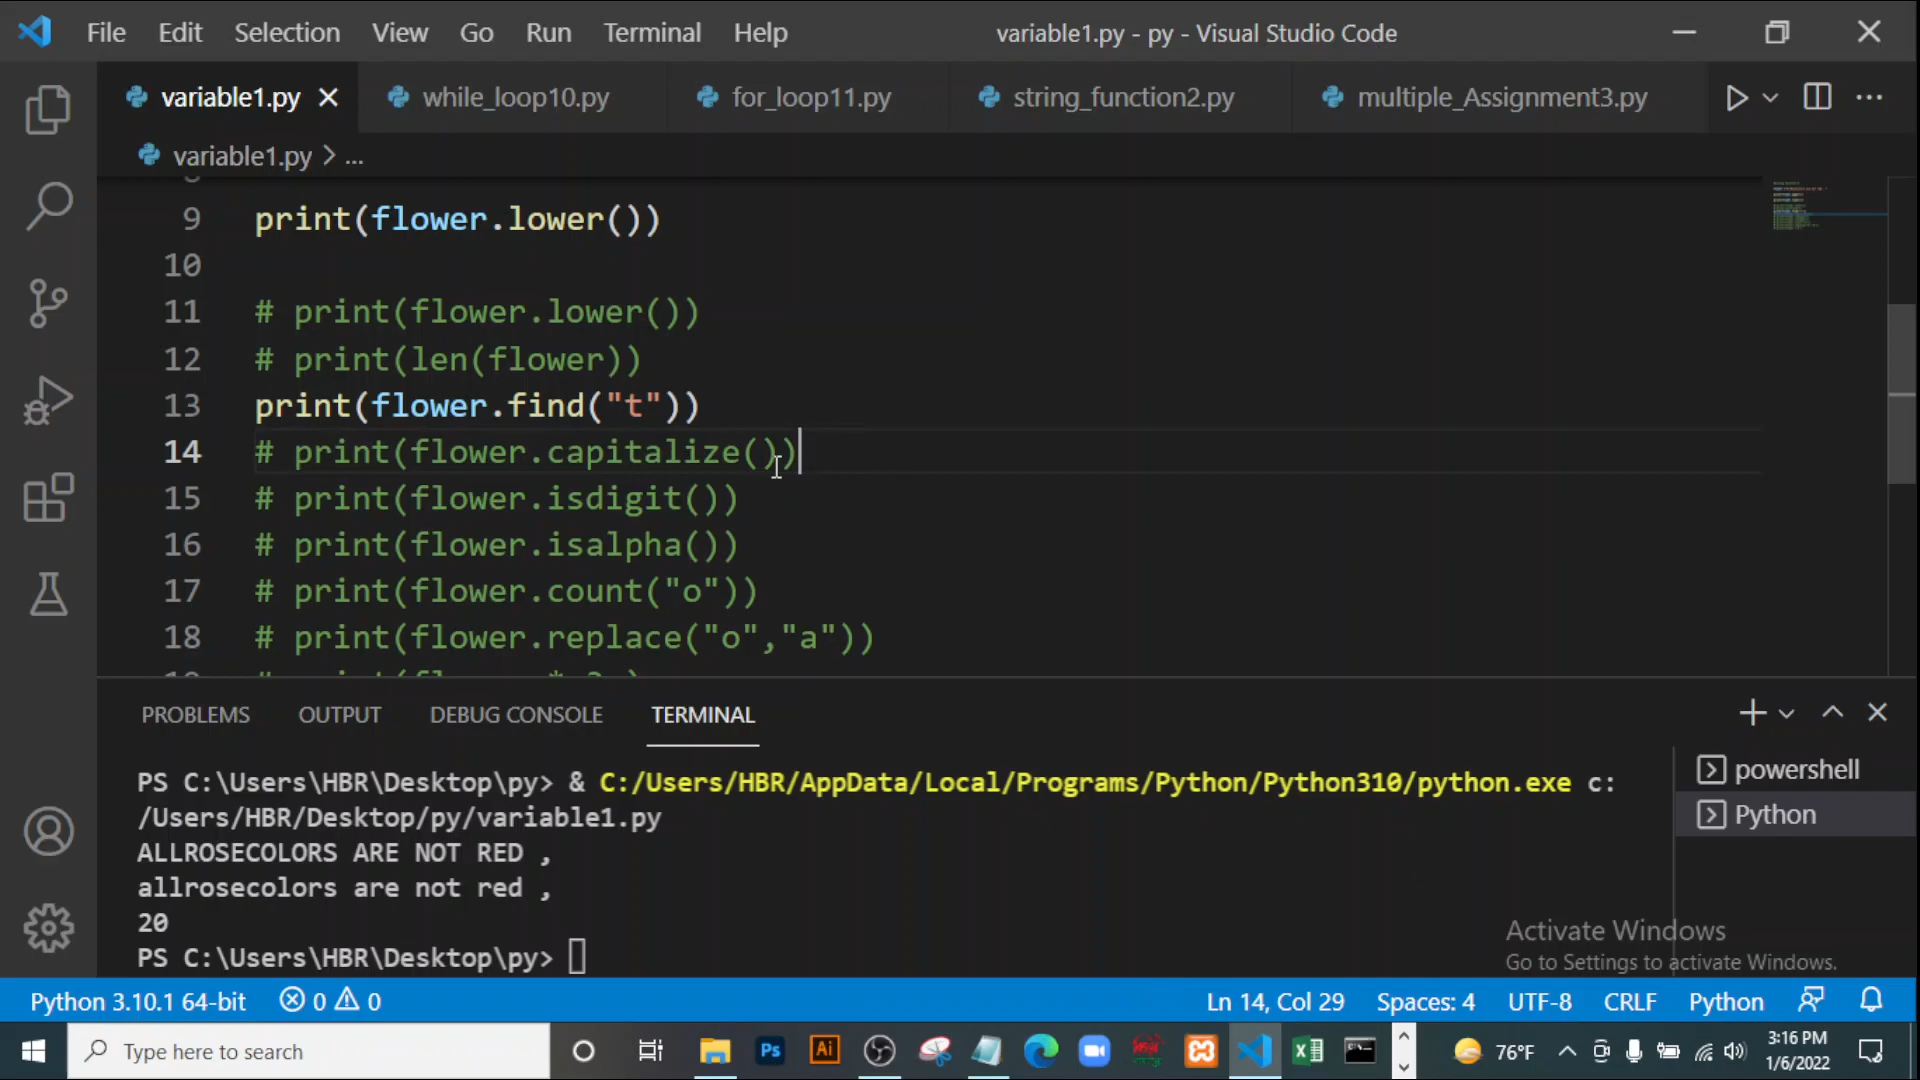 File Edit Selection View Go Run Terminal Help
variable1.py - py - Visual Studio Code
variable1.py
while_loop10.py
for_loop11.py
string_function2.py
multiple_Assignment3.py
variable1.py > ...
9 print(flower.lower())
10
11 # print(flower.lower())
12 # print(len(flower))
13 print(flower.find("t"))
14 # print(flower.capitalize())
15 # print(flower.isdigit())
16 # print(flower.isalpha())
17 # print(flower.count("o"))
18 # print(flower.replace("o","a"))
PROBLEMS OUTPUT DEBUG CONSOLE TERMINAL
PS C:\Users\HBR\Desktop\py> & C:/Users/HBR/AppData/Local/Programs/Python/Python310/python.exe c:
/Users/HBR/Desktop/py/variable1.py
ALLROSECOLORS ARE NOT RED ,
allrosecolors are not red ,
20
PS C:\Users\HBR\Desktop\py>
powershell
Python
Activate Windows
Go to Settings to activate Windows.
Python 3.10.1 64-bit 0 0
Ln 14, Col 29 Spaces: 4 UTF-8 CRLF Python
Type here to search
Ps
Ai
76°F
3:16 PM
1/6/2022